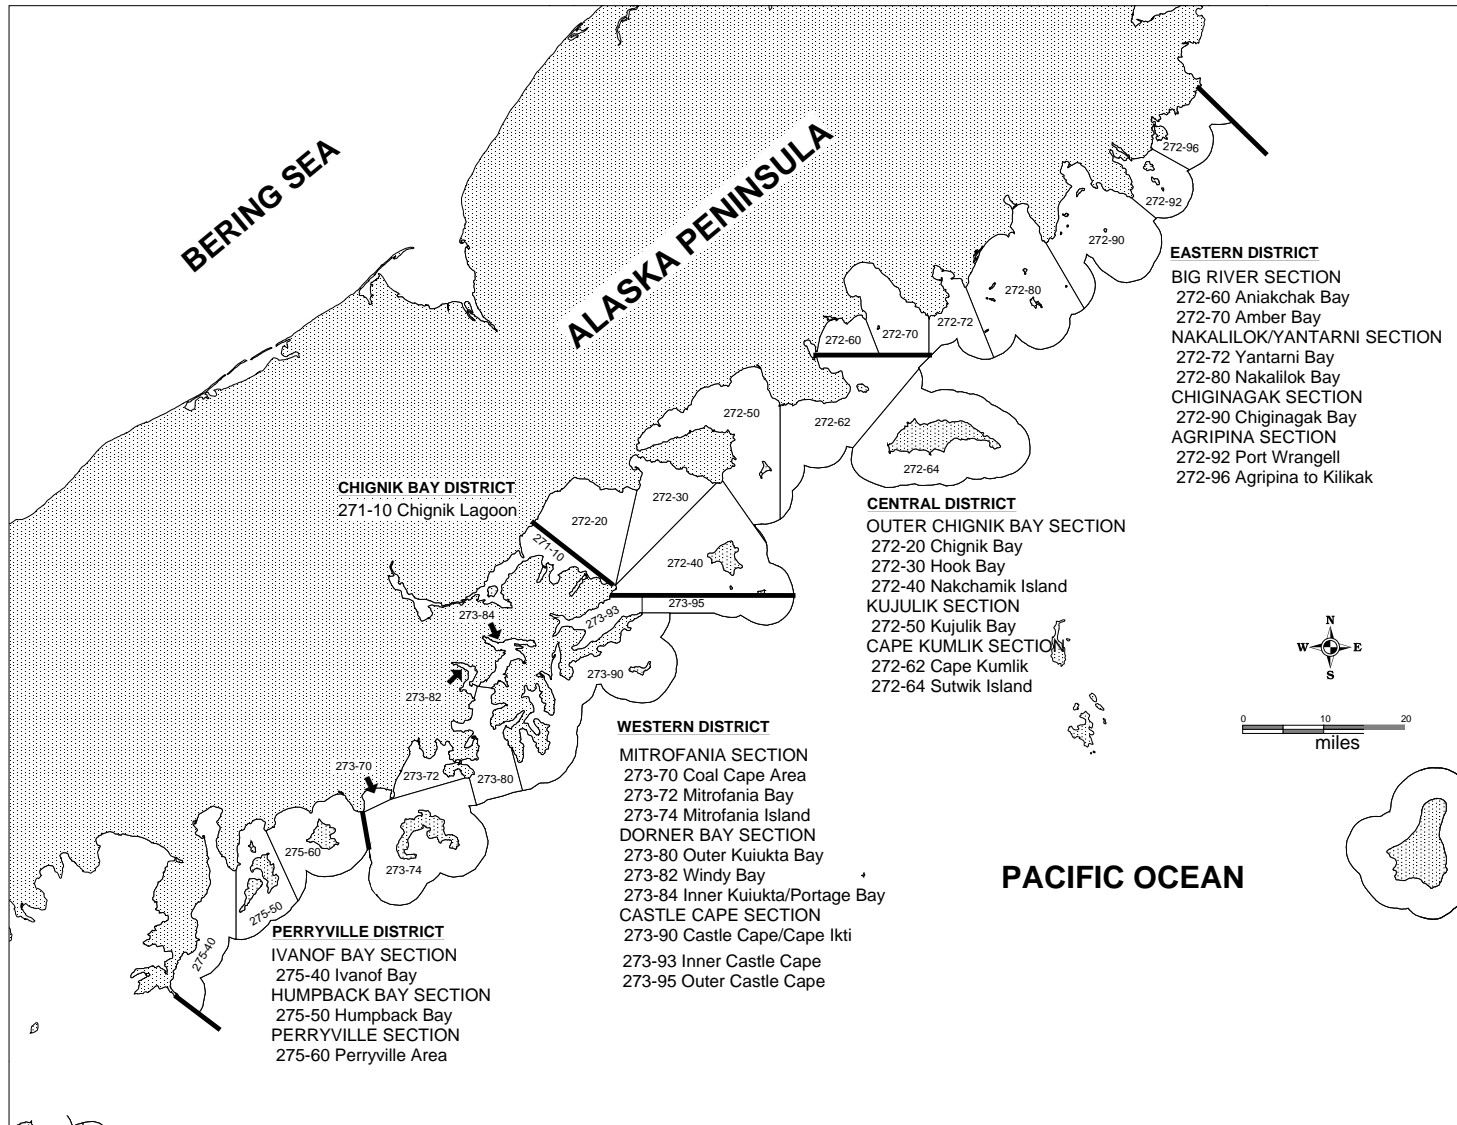 BERING SEA
ALASKA PENINSULA
272-96
272-92
272-90
272-80
272-72
272-70
272-60
272-62
272-64
272-50
272-30
272-20
271-10
272-40
273-95
273-93
273-84
273-90
273-82
273-80
273-72
273-70
273-74
275-60
275-50
275-40
EASTERN DISTRICT
BIG RIVER SECTION
272-60 Aniakchak Bay
272-70 Amber Bay
NAKALILOK/YANTARNI SECTION
272-72 Yantarni Bay
272-80 Nakalilok Bay
CHIGINAGAK SECTION
272-90 Chiginagak Bay
AGRIPINA SECTION
272-92 Port Wrangell
272-96 Agripina to Kilikak
CHIGNIK BAY DISTRICT
271-10 Chignik Lagoon
CENTRAL DISTRICT
OUTER CHIGNIK BAY SECTION
272-20 Chignik Bay
272-30 Hook Bay
272-40 Nakchamik Island
KUJULIK SECTION
272-50 Kujulik Bay
CAPE KUMLIK SECTION
272-62 Cape Kumlik
272-64 Sutwik Island
N
W E
S
0 10 20
miles
WESTERN DISTRICT
MITROFANIA SECTION
273-70 Coal Cape Area
273-72 Mitrofania Bay
273-74 Mitrofania Island
DORNER BAY SECTION
273-80 Outer Kuiukta Bay
273-82 Windy Bay
273-84 Inner Kuiukta/Portage Bay
CASTLE CAPE SECTION
273-90 Castle Cape/Cape Ikti
273-93 Inner Castle Cape
273-95 Outer Castle Cape
PACIFIC OCEAN
PERRYVILLE DISTRICT
IVANOF BAY SECTION
275-40 Ivanof Bay
HUMPBACK BAY SECTION
275-50 Humpback Bay
PERRYVILLE SECTION
275-60 Perryville Area